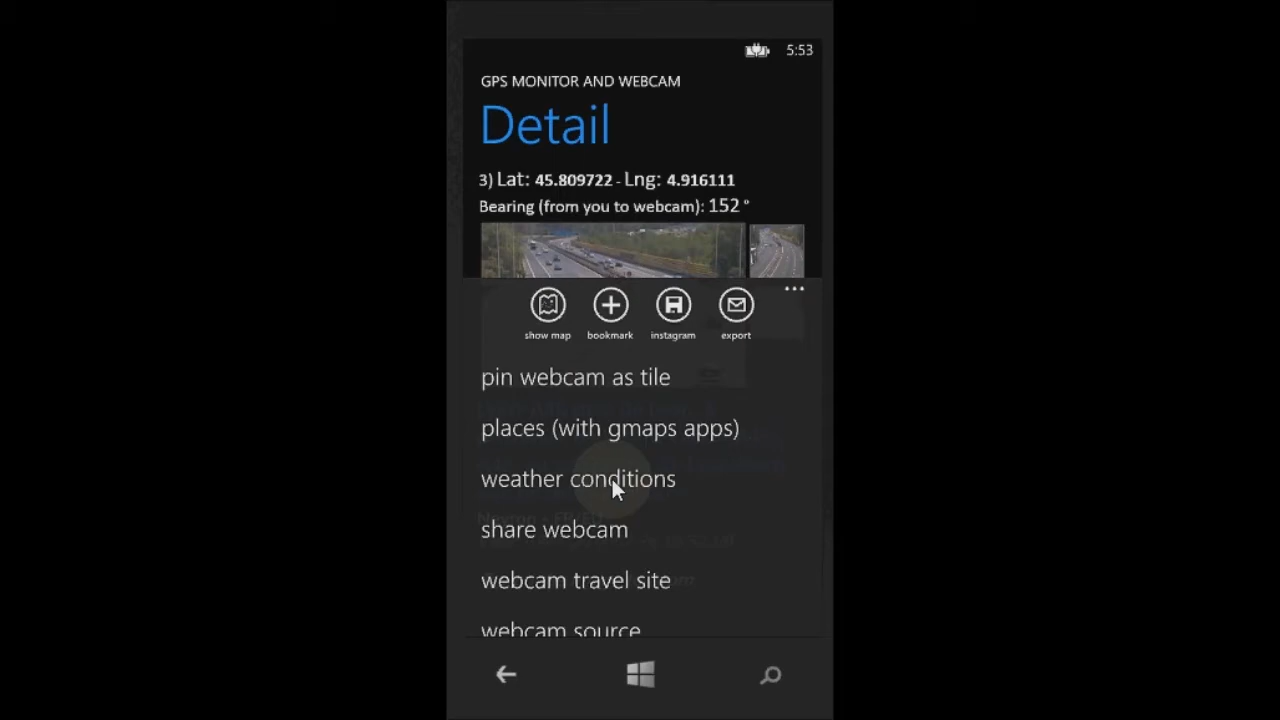 5:53
GPS MONITOR AND WEBCAM
Detail
3) Lat: 45.809722 - Lng: 4.916111
Bearing (from you to webcam): 152 °
show map bookmark instagram export
pin webcam as tile
places (with gmaps apps)
weather conditions
share webcam
webcam travel site
webcam source